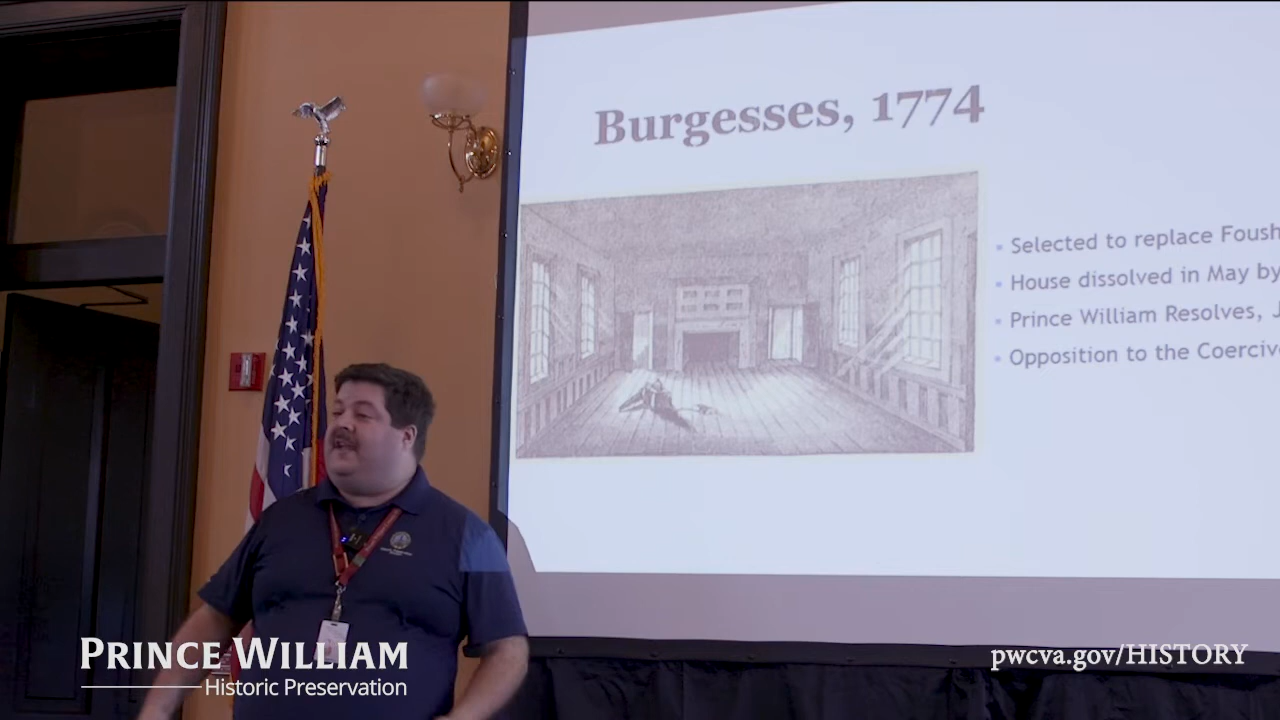 Burgesses, 1774
Selected to replace Foush
House dissolved in May by
Prince William Resolves, J
Opposition to the Coerciv
PRINCE WILLIAM
Historic Preservation
pwcva.gov/HISTORY